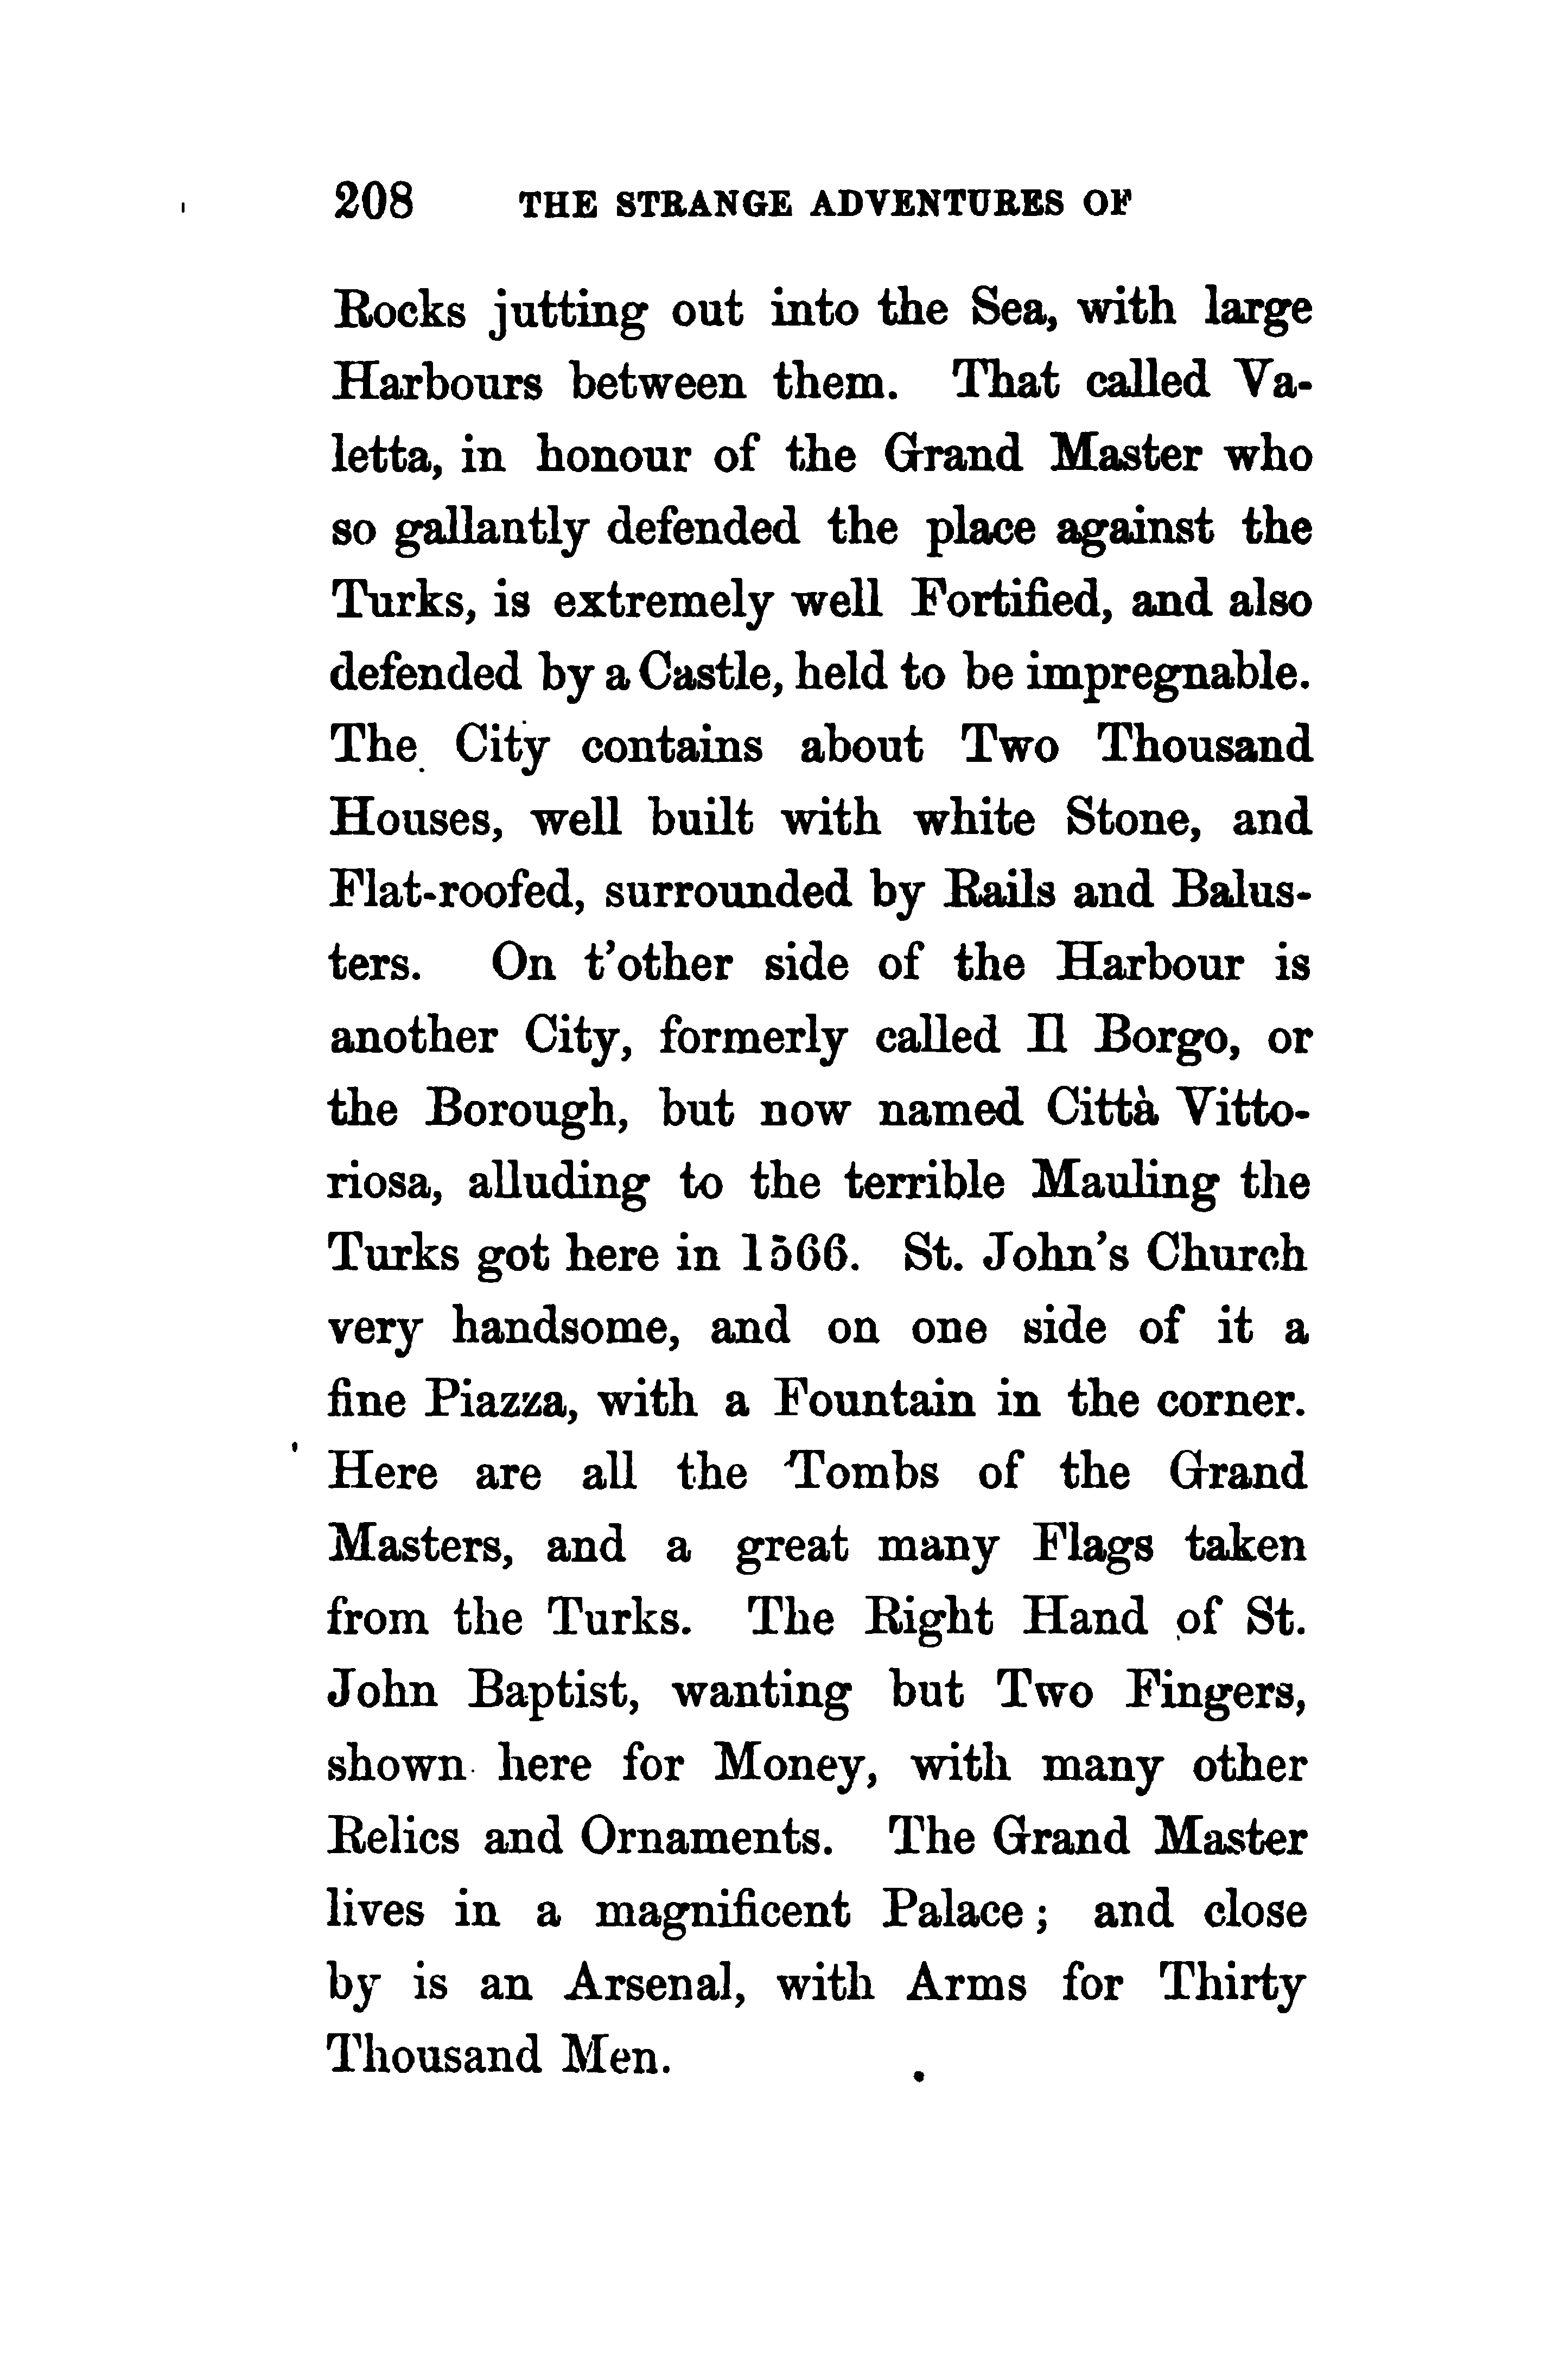 208 THE STRANGE ADVENTURES OF
Rocks jutting out into the Sea, with large
Harbours between them. That called Va-
letta, in honour of the Grand Master who
so gallantly defended the place against the
Turks, is extremely well Fortified, and also
defended by a Castle, held to be impregnable.
The City contains about Two Thousand
Houses, well built with white Stone, and
Flat-roofed, surrounded by Rails and Balus-
ters. On t'other side of the Harbour is
another City, formerly called Il Borgo, or
the Borough, but now named Città Vitto-
riosa, alluding to the terrible Mauling the
Turks got here in 1566. St. John's Church
very handsome, and on one side of it a
fine Piazza, with a Fountain in the corner.
Here are all the Tombs of the Grand
Masters, and a great many Flags taken
from the Turks. The Right Hand of St.
John Baptist, wanting but Two Fingers,
shown here for Money, with many other
Relics and Ornaments. The Grand Master
lives in a magnificent Palace; and close
by is an Arsenal, with Arms for Thirty
Thousand Men.